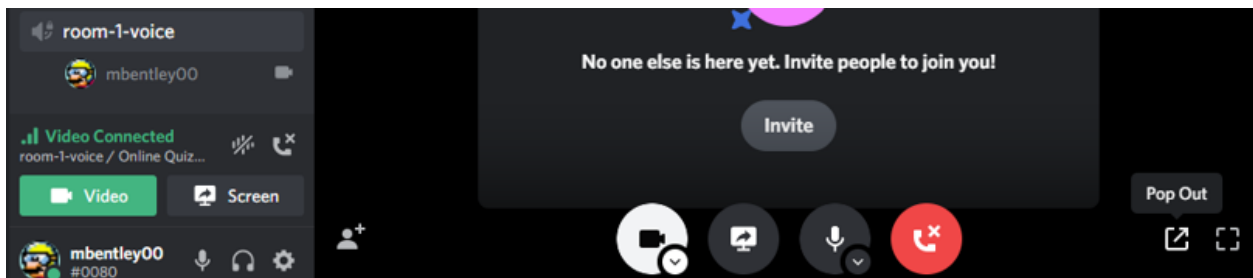 room-1-voice
mbentley00
Video Connected
room-1-voice / Online Quiz...
Video
Screen
mbentley00
#0080
No one else is here yet. Invite people to join you!
Invite
Pop Out